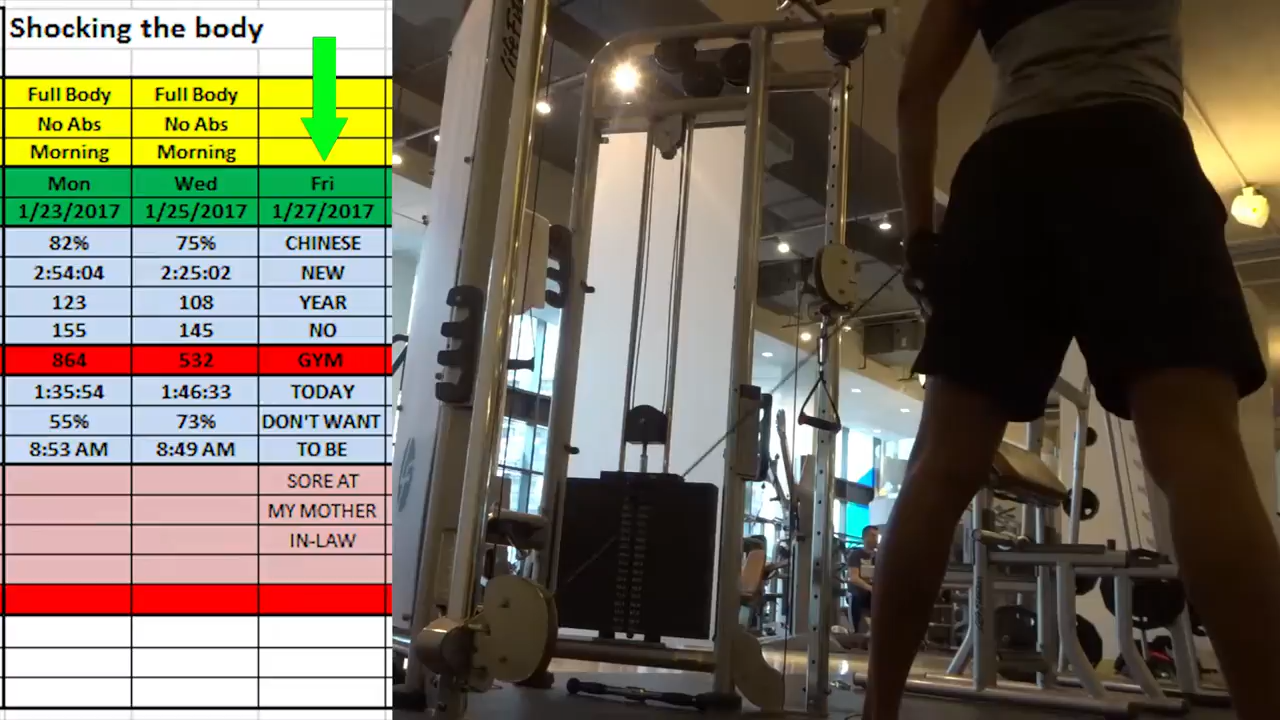 Shocking the body
Full Body Full Body
No Abs No Abs
Morning Morning
Mon Wed Fri
1/23/2017 1/25/2017 1/27/2017
82% 75% CHINESE
2:54:04 2:25:02 NEW
123 108 YEAR
155 145 NO
864 532 GYM
1:35:54 1:46:33 TODAY
55% 73% DON'T WANT
8:53 AM 8:49 AM TO BE
SORE AT
MY MOTHER
IN-LAW
Life Fit